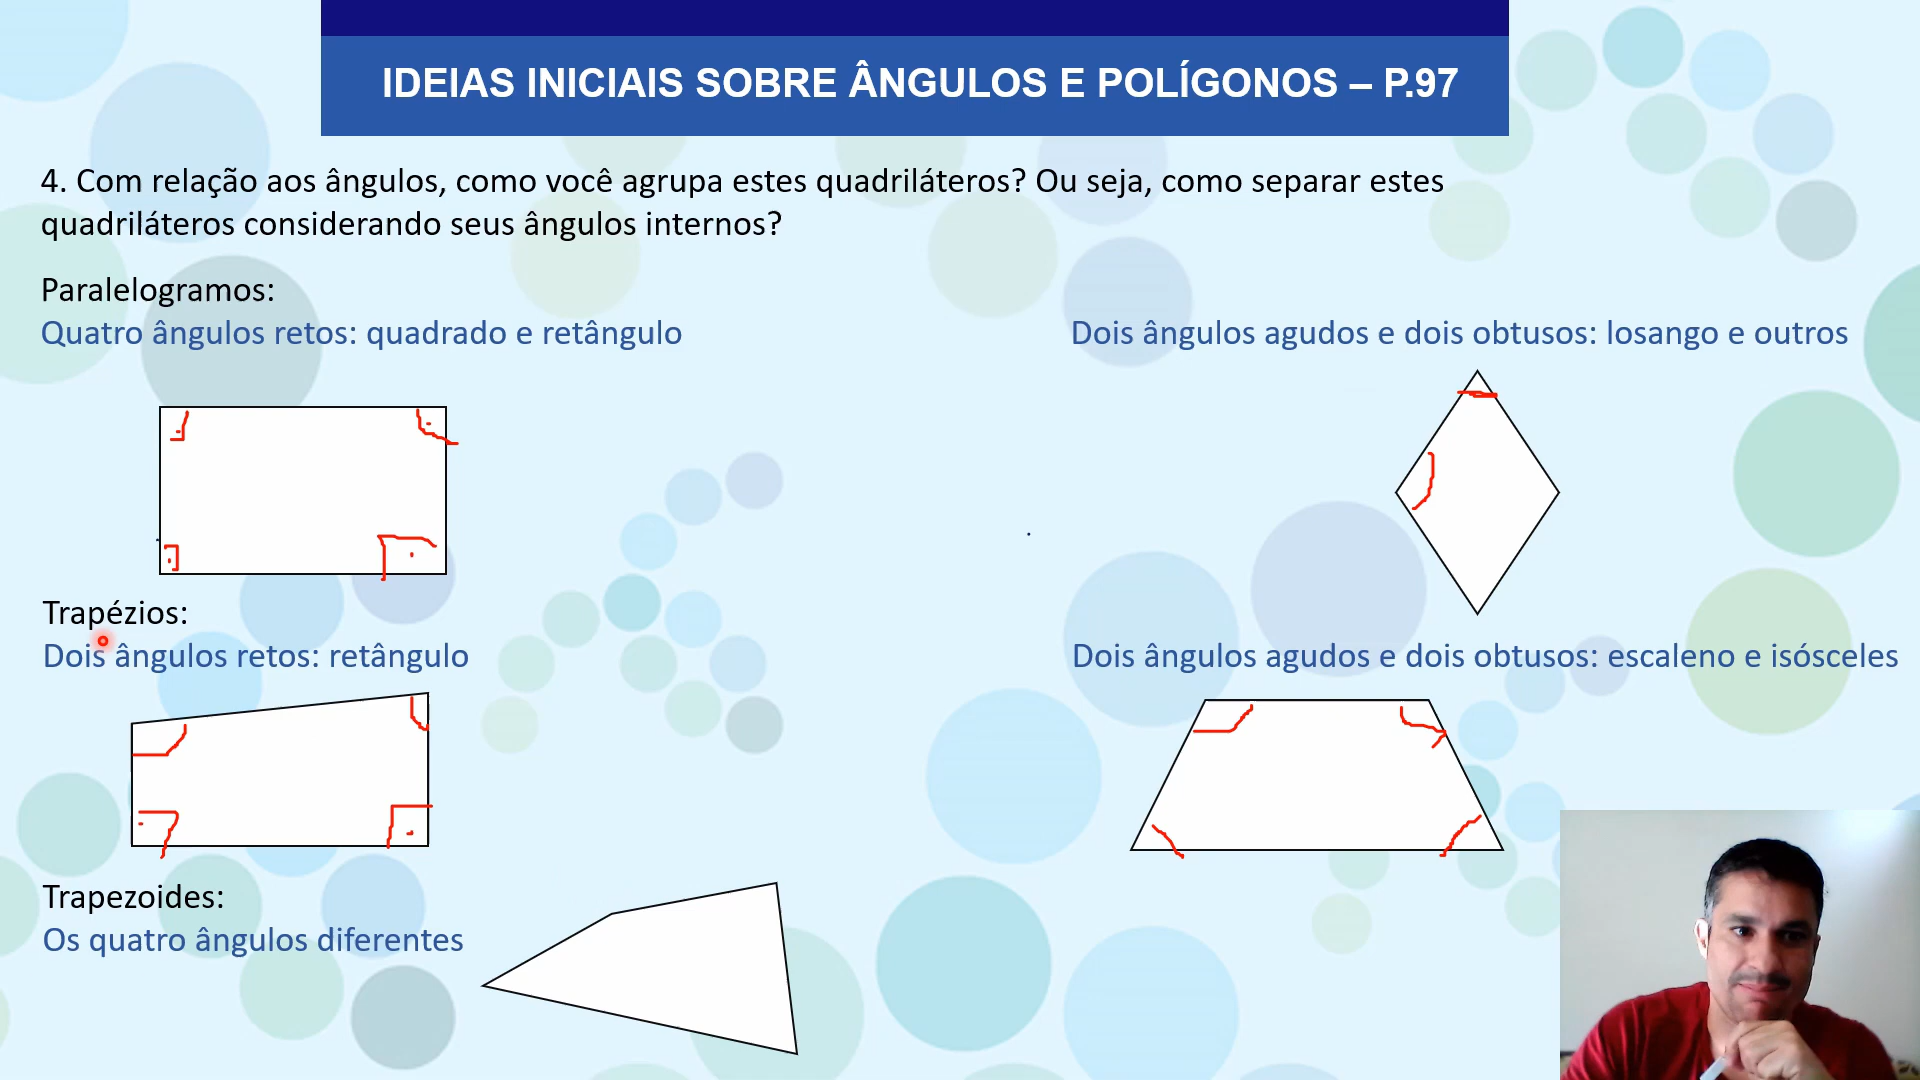 IDEIAS INICIAIS SOBRE ÂNGULOS E POLÍGONOS – P.97
4. Com relação aos ângulos, como você agrupa estes quadriláteros? Ou seja, como separar estes
quadriláteros considerando seus ângulos internos?
Paralelogramos:
Quatro ângulos retos: quadrado e retângulo
Dois ângulos agudos e dois obtusos: losango e outros
Trapézios:
Dois ângulos retos: retângulo
Dois ângulos agudos e dois obtusos: escaleno e isósceles
Trapezoides:
Os quatro ângulos diferentes